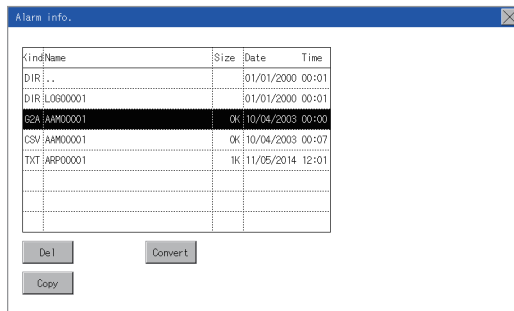 Alarm info.
Kind Name Size Date Time
DIR .. 01/01/2000 00:01
DIR LOG00001 01/01/2000 00:01
G2A AAM00001 0K 10/04/2003 00:00
CSV AAM00001 0K 10/04/2003 00:07
TXT ARP00001 1K 11/05/2014 12:01
Del Convert
Copy